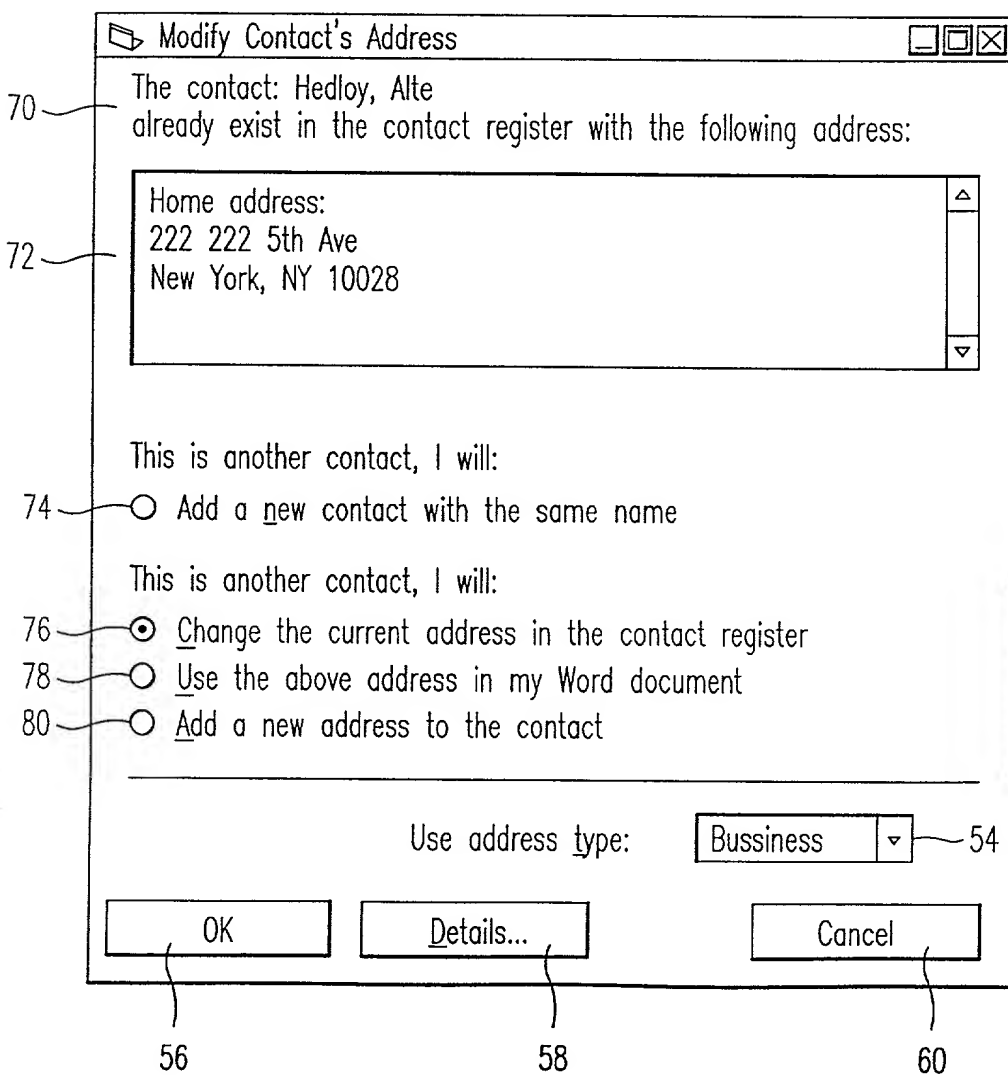 Modify Contact's Address
70
The contact: Hedloy, Alte
already exist in the contact register with the following address:
72
Home address:
222 222 5th Ave
New York, NY 10028
This is another contact, I will:
74
Add a new contact with the same name
This is another contact, I will:
76
Change the current address in the contact register
78
Use the above address in my Word document
80
Add a new address to the contact
Use address type:
Bussiness
54
OK
Details...
Cancel
56
58
60